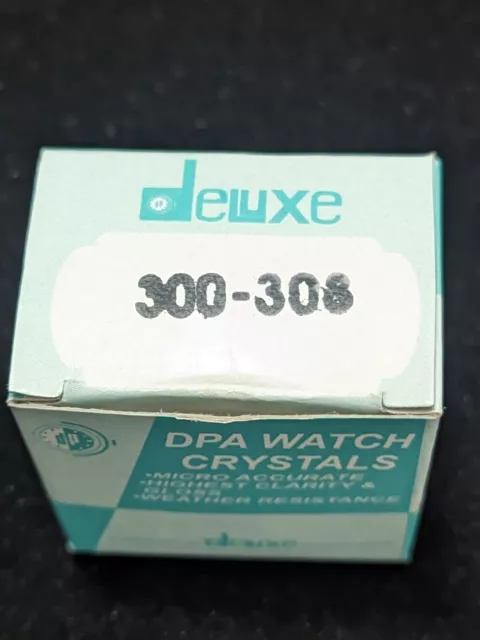 deluxe
300-308
DPA WATCH
CRYSTALS
•MICRO ACCURATE
•HIGHEST CLARITY &
GLOSS
•WEATHER RESISTANCE
deluxe